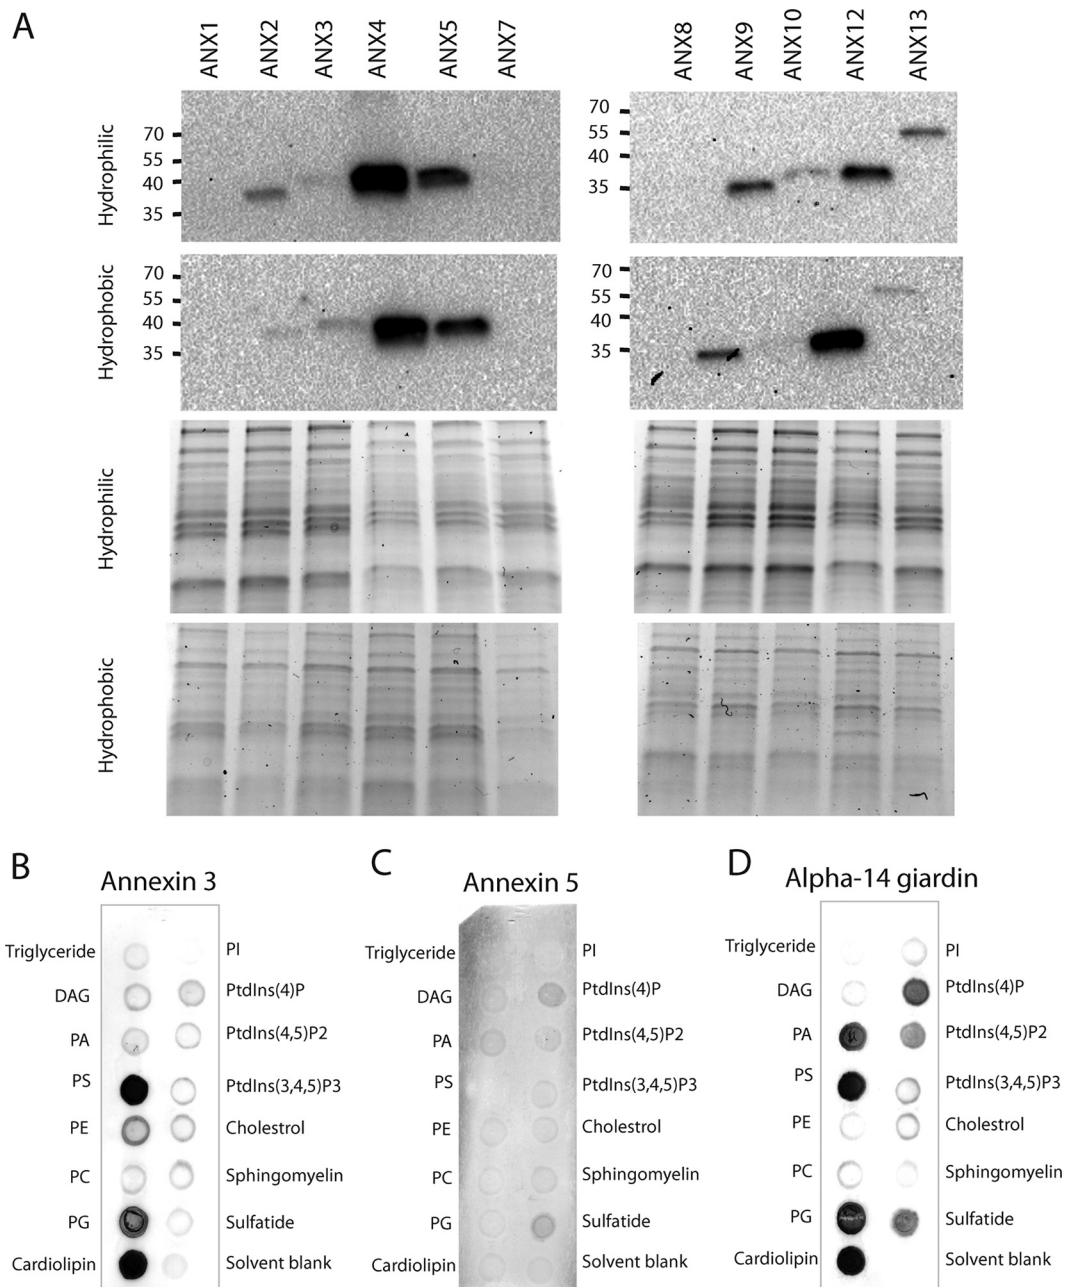 A
ANX1 ANX2 ANX3 ANX4 ANX5 ANX7 ANX8 ANX9 ANX10 ANX12 ANX13
Hydrophilic
70
55
40
35
70
55
40
35
Hydrophobic
70
55
40
35
70
55
40
35
Hydrophilic
Hydrophobic
B
Annexin 3
Triglyceride PI
DAG PtdIns(4)P
PA PtdIns(4,5)P2
PS PtdIns(3,4,5)P3
PE Cholestrol
PC Sphingomyelin
PG Sulfatide
Cardiolipin Solvent blank
C
Annexin 5
Triglyceride PI
DAG PtdIns(4)P
PA PtdIns(4,5)P2
PS PtdIns(3,4,5)P3
PE Cholestrol
PC Sphingomyelin
PG Sulfatide
Cardiolipin Solvent blank
D
Alpha-14 giardin
Triglyceride PI
DAG PtdIns(4)P
PA PtdIns(4,5)P2
PS PtdIns(3,4,5)P3
PE Cholestrol
PC Sphingomyelin
PG Sulfatide
Cardiolipin Solvent blank